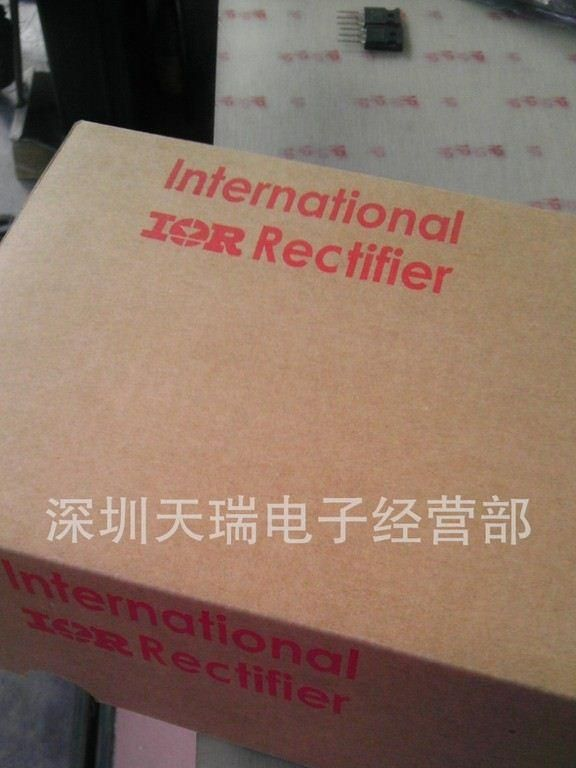 International
IOR Rectifier
深圳天瑞电子经营部
International
IOR Rectifier